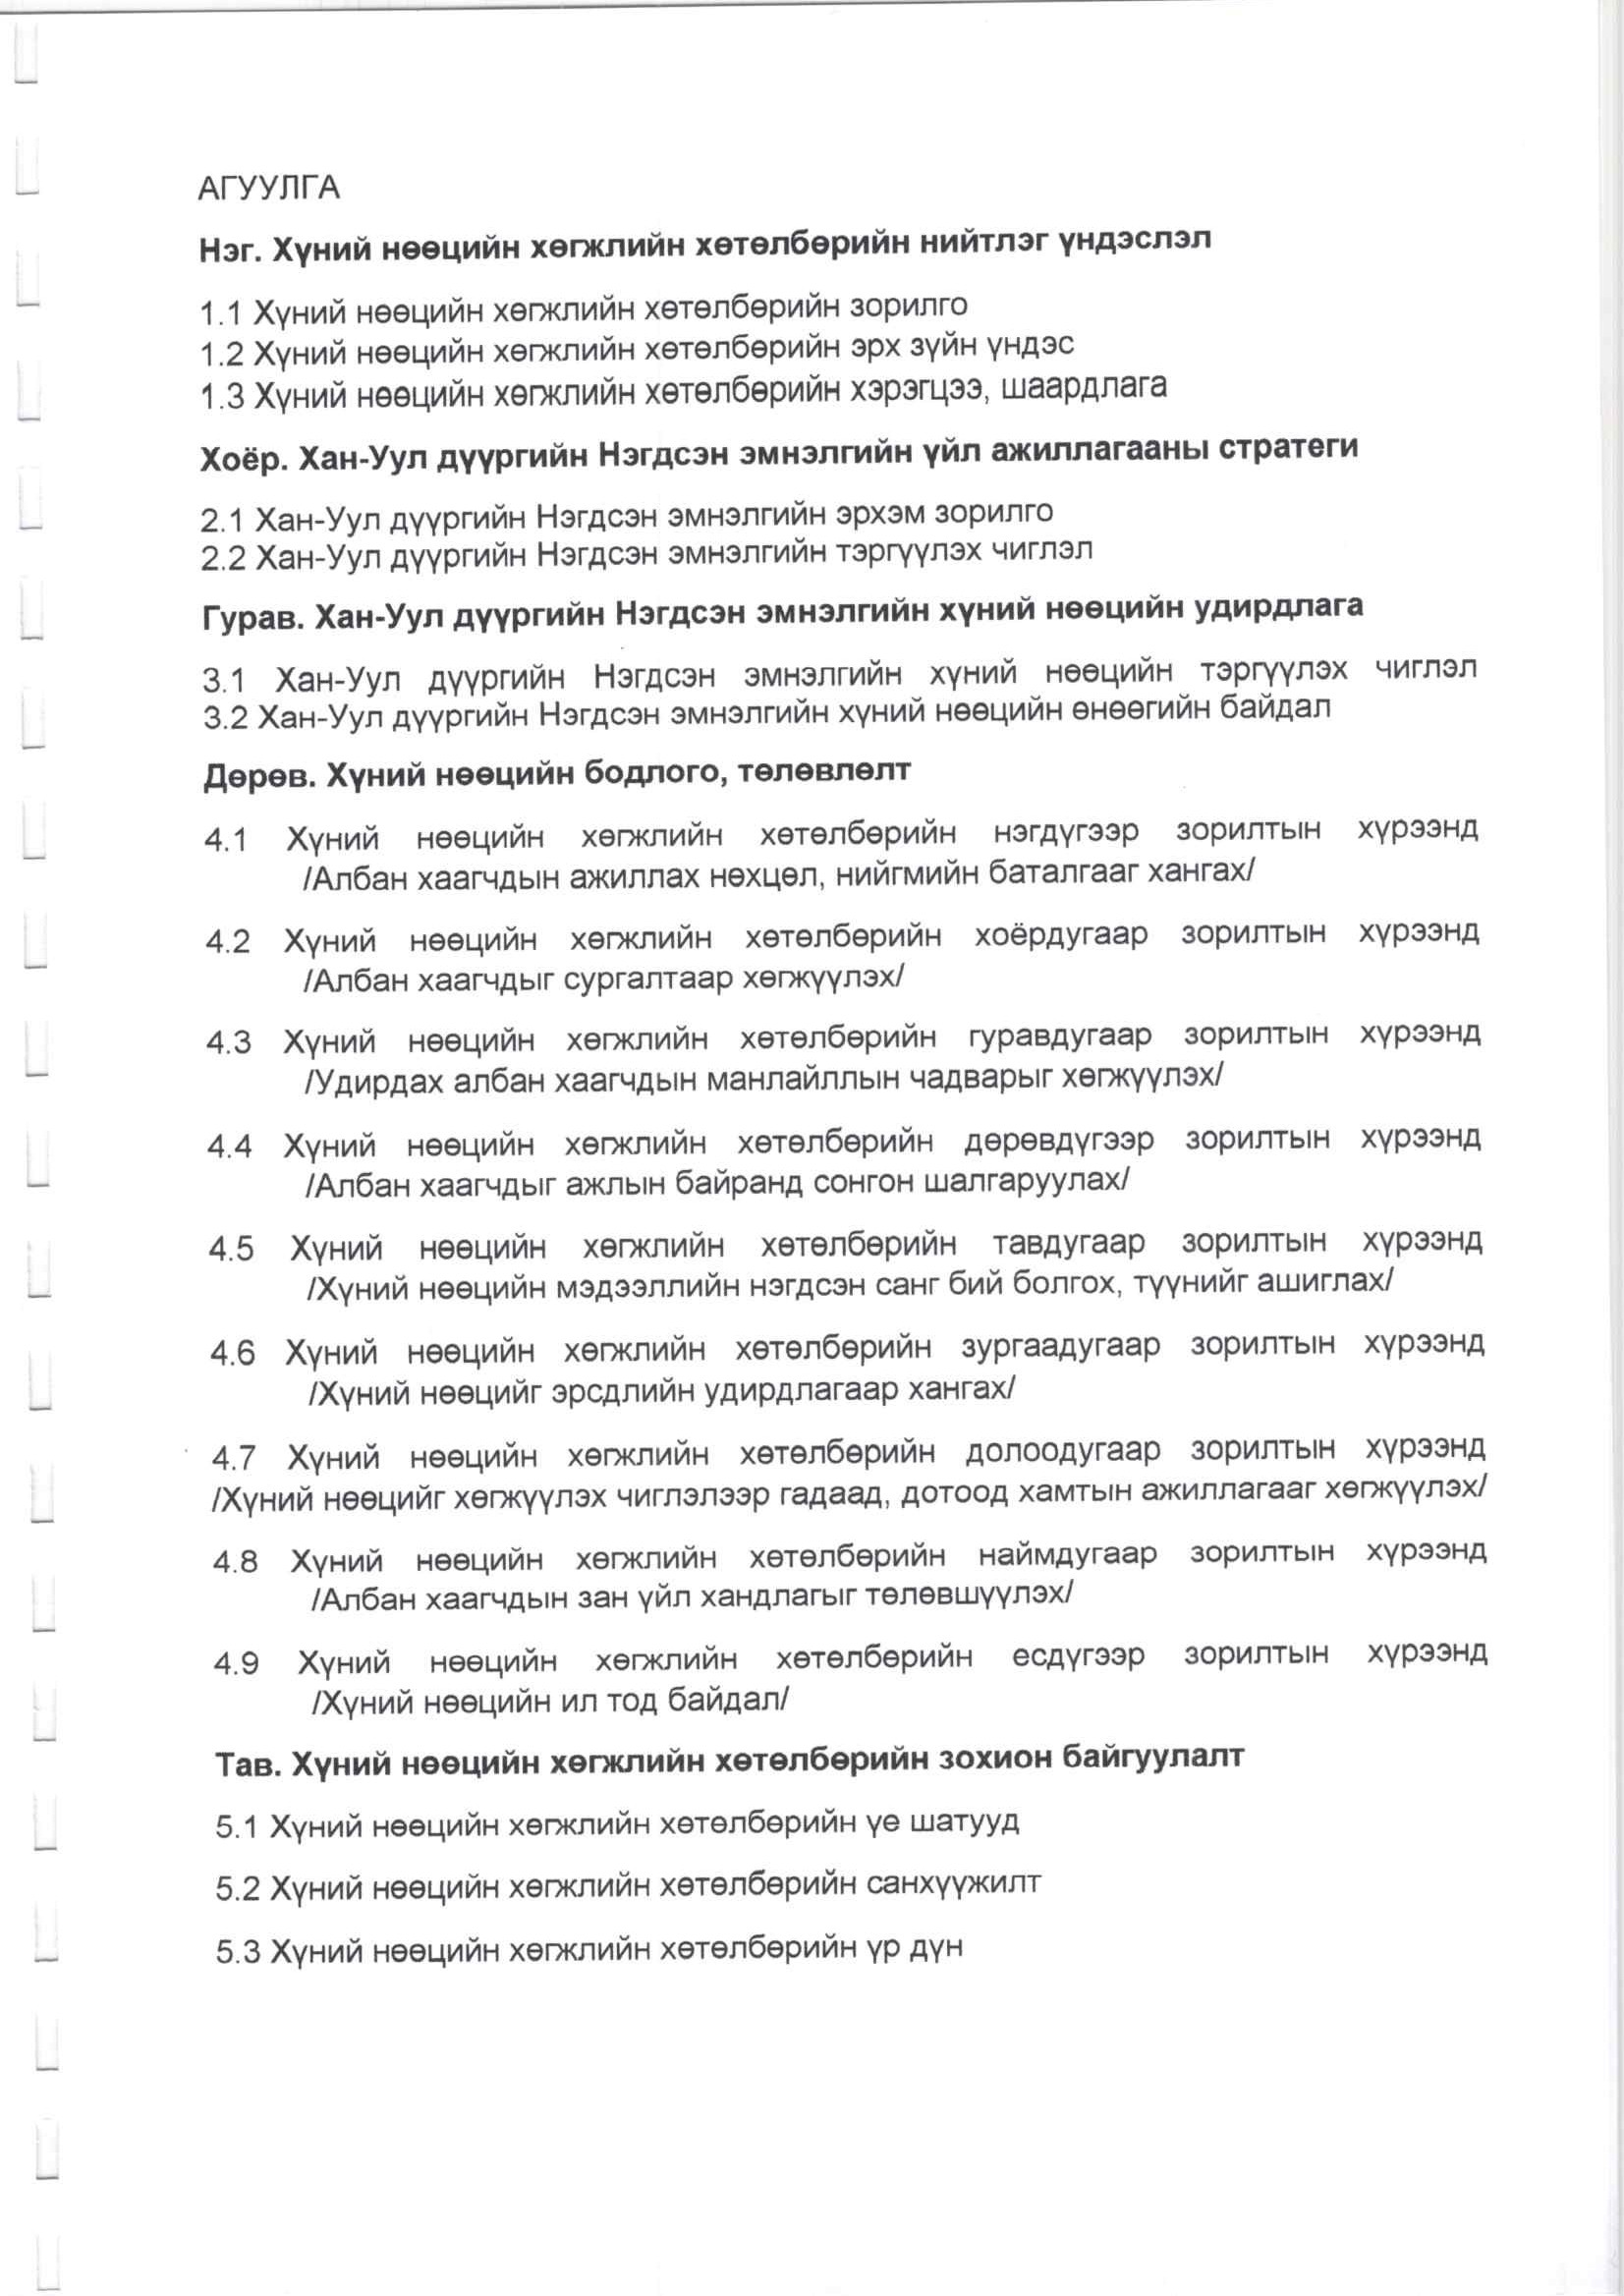 АГУУЛГА
Нэг. Хүний нөөцийн хөгжлийн хөтөлбөрийн нийтлэг үндэслэл
1.1 Хүний нөөцийн хөгжлийн хөтөлбөрийн зорилго
1.2 Хүний нөөцийн хөгжлийн хөтөлбөрийн эрх зүйн үндэс
1.3 Хүний нөөцийн хөгжлийн хөтөлбөрийн хэрэгцээ, шаардлага
Хоёр. Хан-Уул дүүргийн Нэгдсэн эмнэлгийн үйл ажиллагааны стратеги
2.1 Хан-Уул дүүргийн Нэгдсэн эмнэлгийн эрхэм зорилго
2.2 Хан-Уул дүүргийн Нэгдсэн эмнэлгийн тэргүүлэх чиглэл
Гурав. Хан-Уул дүүргийн Нэгдсэн эмнэлгийн хүний нөөцийн удирдлага
3.1 Хан-Уул дүүргийн Нэгдсэн эмнэлгийн хүний нөөцийн тэргүүлэх чиглэл
3.2 Хан-Уул дүүргийн Нэгдсэн эмнэлгийн хүний нөөцийн өнөөгийн байдал
Дөрөв. Хүний нөөцийн бодлого, төлөвлөлт
4.1 Хүний нөөцийн хөгжлийн хөтөлбөрийн нэгдүгээр зорилтын хүрээнд
/Албан хаагчдын ажиллах нөхцөл, нийгмийн баталгааг хангах/
4.2 Хүний нөөцийн хөгжлийн хөтөлбөрийн хоёрдугаар зорилтын хүрээнд
/Албан хаагчдыг сургалтаар хөгжүүлэх/
4.3 Хүний нөөцийн хөгжлийн хөтөлбөрийн гуравдугаар зорилтын хүрээнд
/Удирдах албан хаагчдын манлайллын чадварыг хөгжүүлэх/
4.4 Хүний нөөцийн хөгжлийн хөтөлбөрийн дөрөвдүгээр зорилтын хүрээнд
/Албан хаагчдыг ажлын байранд сонгон шалгаруулах/
4.5 Хүний нөөцийн хөгжлийн хөтөлбөрийн тавдугаар зорилтын хүрээнд
/Хүний нөөцийн мэдээллийн нэгдсэн санг бий болгох, түүнийг ашиглах/
4.6 Хүний нөөцийн хөгжлийн хөтөлбөрийн зургаадугаар зорилтын хүрээнд
/Хүний нөөцийг эрсдлийн удирдлагаар хангах/
4.7 Хүний нөөцийн хөгжлийн хөтөлбөрийн долоодугаар зорилтын хүрээнд
/Хүний нөөцийг хөгжүүлэх чиглэлээр гадаад, дотоод хамтын ажиллагааг хөгжүүлэх/
4.8 Хүний нөөцийн хөгжлийн хөтөлбөрийн наймдугаар зорилтын хүрээнд
/Албан хаагчдын зан үйл хандлагыг төлөвшүүлэх/
4.9 Хүний нөөцийн хөгжлийн хөтөлбөрийн есдүгээр зорилтын хүрээнд
/Хүний нөөцийн ил тод байдал/
Тав. Хүний нөөцийн хөгжлийн хөтөлбөрийн зохион байгуулалт
5.1 Хүний нөөцийн хөгжлийн хөтөлбөрийн үе шатууд
5.2 Хүний нөөцийн хөгжлийн хөтөлбөрийн санхүүжилт
5.3 Хүний нөөцийн хөгжлийн хөтөлбөрийн үр дүн